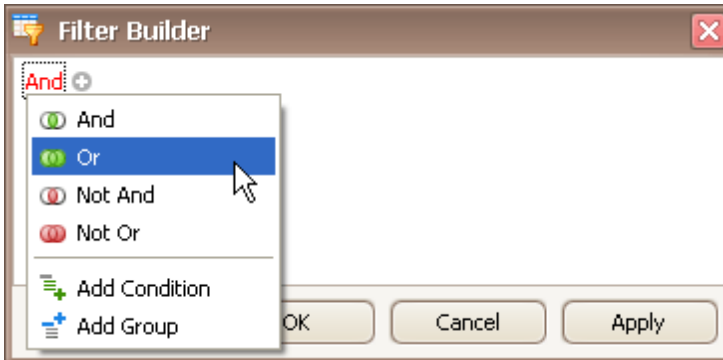 Filter Builder
And
And
Or
Not And
Not Or
Add Condition
Add Group
OK Cancel Apply